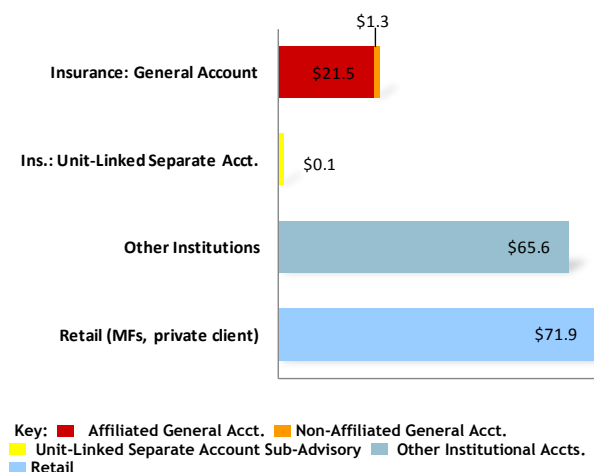 $1.3
Insurance: General Account $21.5
Ins.: Unit-Linked Separate Acct. $0.1
Other Institutions $65.6
Retail (MFs, private client) $71.9
Key: Affiliated General Acct. Non-Affiliated General Acct.
Unit-Linked Separate Account Sub-Advisory Other Institutional Accts.
Retail